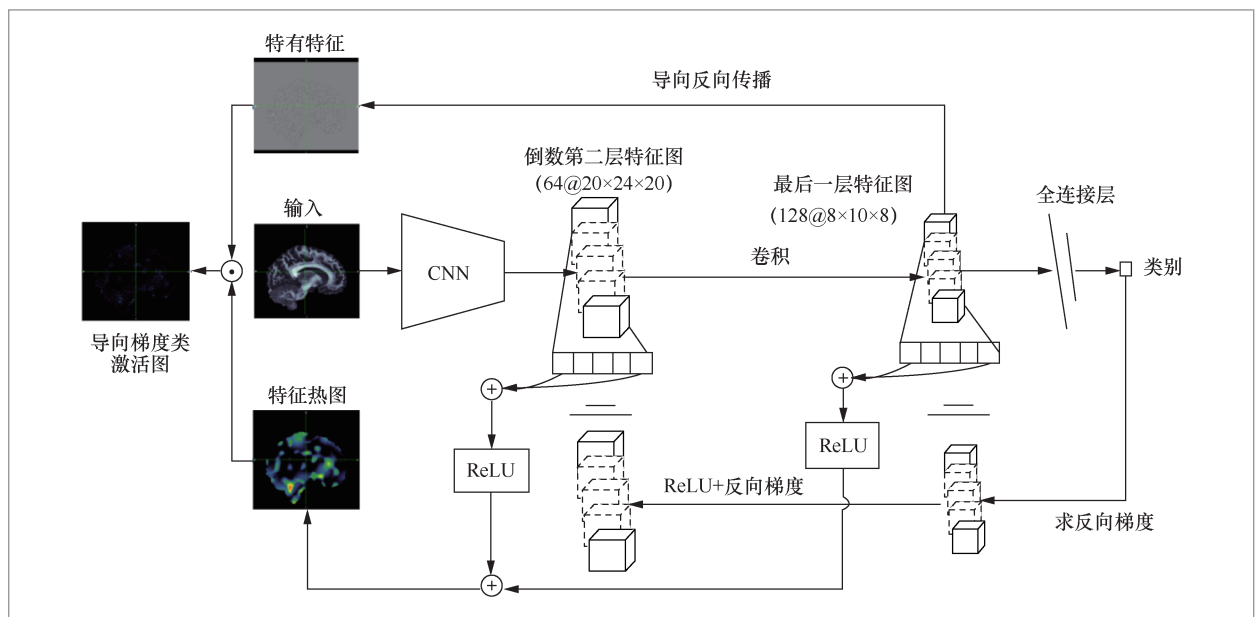 特有特征
导向反向传播
倒数第二层特征图
(64@20×24×20)
最后一层特征图
(128@8×10×8)
全连接层
输入
CNN
卷积
类别
导向梯度类
激活图
特征热图
ReLU
ReLU
ReLU+反向梯度
求反向梯度